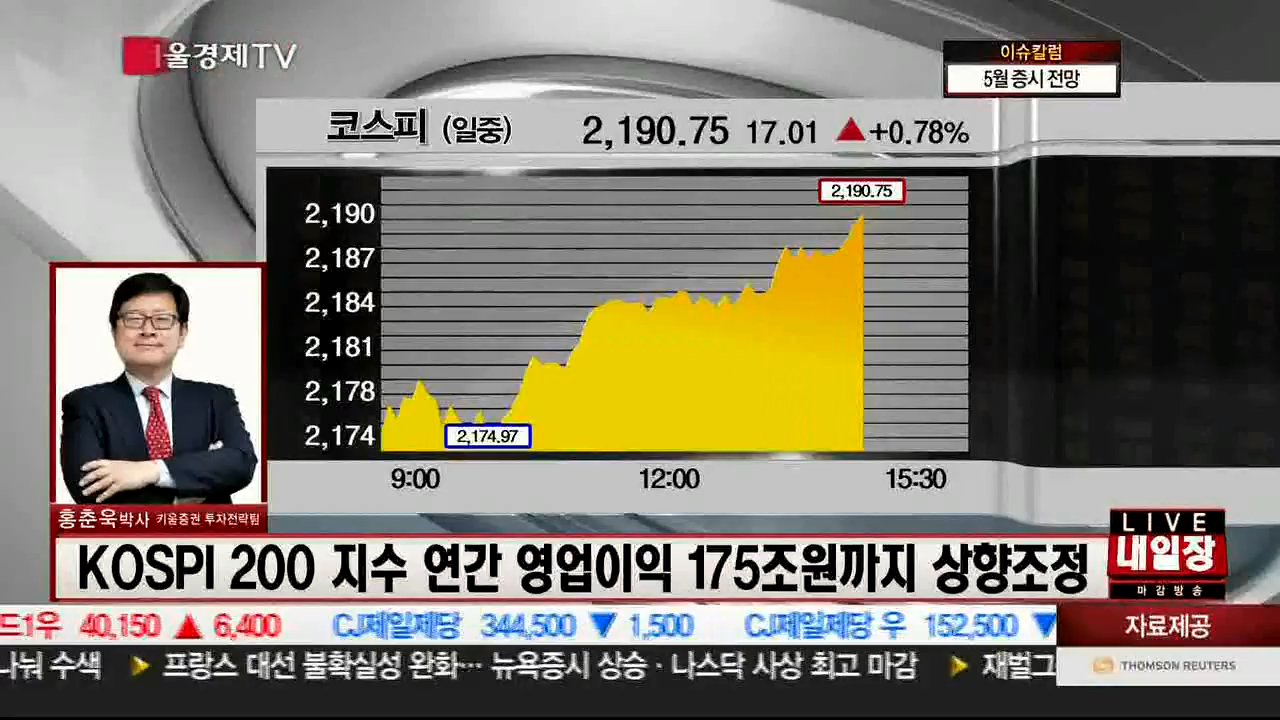 울경제TV
이슈칼럼
5월 증시 전망
코스피 (일중) 2,190.75 17.01 ▲+0.78%
2,190.75
2,190
2,187
2,184
2,181
2,178
2,174
2,174.97
9:00 12:00 15:30
홍춘욱박사 키움증권 투자전략팀
LIVE
내일장
마감방송
KOSPI 200 지수 연간 영업이익 175조원까지 상향조정
드1우 40,150 ▲ 6,400 CJ제일제당 344,500 ▼ 1,500 CJ제일제당 우 152,500 ▼
자료제공
나눠 수색 ▶ 프랑스 대선 불확실성 완화… 뉴욕증시 상승·나스닥 사상 최고 마감 ▶ 재벌그
THOMSON REUTERS